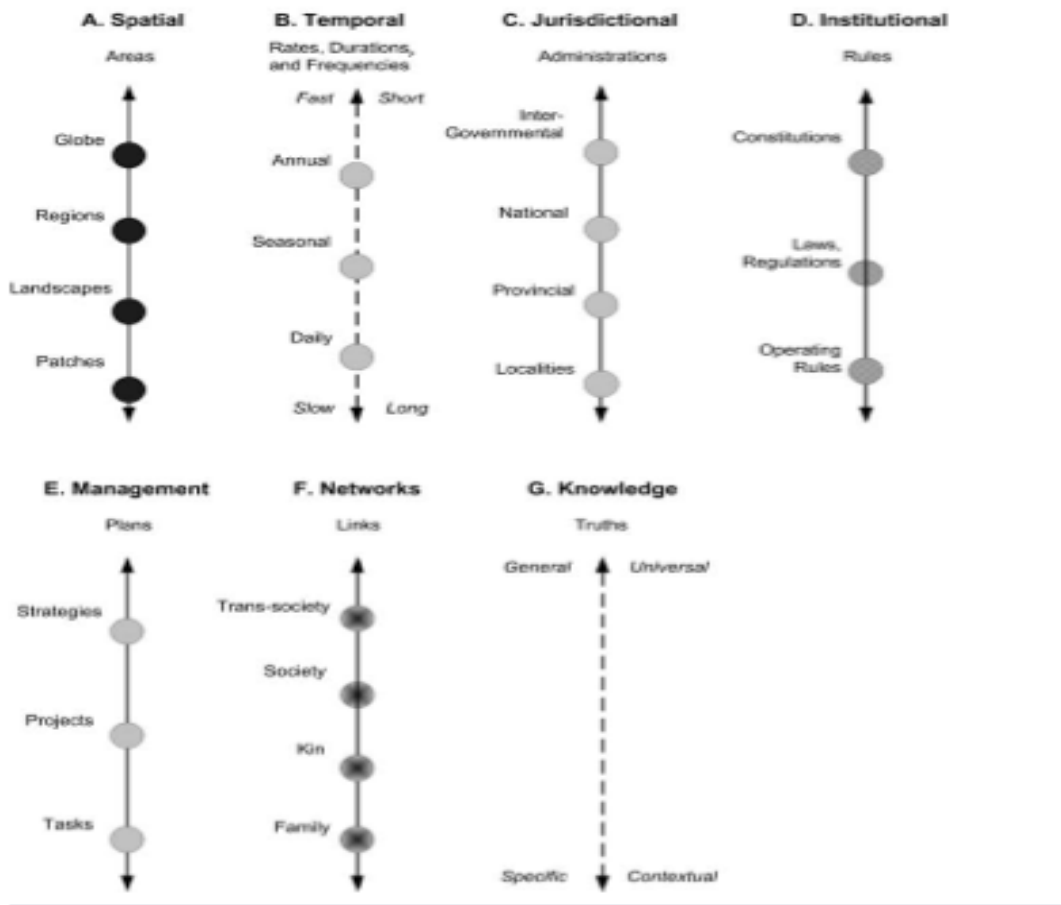 A. Spatial
Areas
Globe
Regions
Landscapes
Patches
B. Temporal
Rates, Durations,
and Frequencies
Fast Short
Annual
Seasonal
Daily
Slow Long
C. Jurisdictional
Administrations
Inter-
Governmental
National
Provincial
Localities
D. Institutional
Rules
Constitutions
Laws,
Regulations
Operating
Rules
E. Management
Plans
Strategies
Projects
Tasks
F. Networks
Links
Trans-society
Society
Kin
Family
G. Knowledge
Truths
General Universal
Specific Contextual